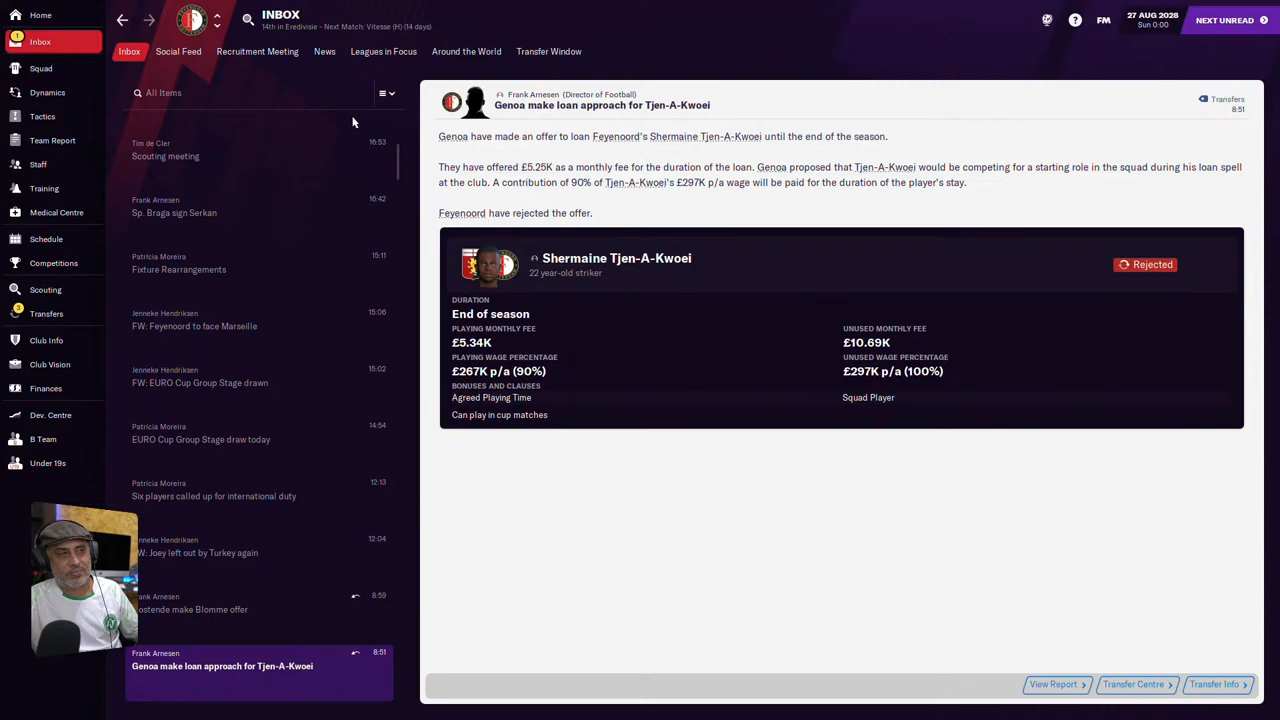 INBOX
14th in Eredivisie - Next Match: Vitesse (H) (14 days)
FM
27 AUG 2028
Sun 0:00
NEXT UNREAD
Home
1
Inbox
Squad
Dynamics
Tactics
Team Report
Staff
Training
Medical Centre
Schedule
Competitions
Scouting
3
Transfers
Club Info
Club Vision
Finances
Dev. Centre
B Team
Under 19s
Inbox
Social Feed
Recruitment Meeting
News
Leagues in Focus
Around the World
Transfer Window
All Items
Tim de Cler
16:53
Scouting meeting
Frank Arnesen
16:42
Sp. Braga sign Serkan
Patrícia Moreira
15:11
Fixture Rearrangements
Jenneke Hendriksen
15:06
FW: Feyenoord to face Marseille
Jenneke Hendriksen
15:02
FW: EURO Cup Group Stage drawn
Patrícia Moreira
14:54
EURO Cup Group Stage draw today
Patrícia Moreira
12:13
Six players called up for international duty
nneke Hendriksen
12:04
W: Joey left out by Turkey again
ank Arnesen
8:59
ostende make Blomme offer
Frank Arnesen
8:51
Genoa make loan approach for Tjen-A-Kwoei
Frank Arnesen (Director of Football)
Genoa make loan approach for Tjen-A-Kwoei
Transfers
8:51
Genoa have made an offer to loan Feyenoord's Shermaine Tjen-A-Kwoei until the end of the season.
They have offered £5.25K as a monthly fee for the duration of the loan. Genoa proposed that Tjen-A-Kwoei would be competing for a starting role in the squad during his loan spell
at the club. A contribution of 90% of Tjen-A-Kwoei's £297K p/a wage will be paid for the duration of the player's stay.
Feyenoord have rejected the offer.
Shermaine Tjen-A-Kwoei
22 year-old striker
Rejected
DURATION
End of season
PLAYING MONTHLY FEE
UNUSED MONTHLY FEE
£5.34K
£10.69K
PLAYING WAGE PERCENTAGE
UNUSED WAGE PERCENTAGE
£267K p/a (90%)
£297K p/a (100%)
BONUSES AND CLAUSES
Agreed Playing Time
Squad Player
Can play in cup matches
View Report
Transfer Centre
Transfer Info